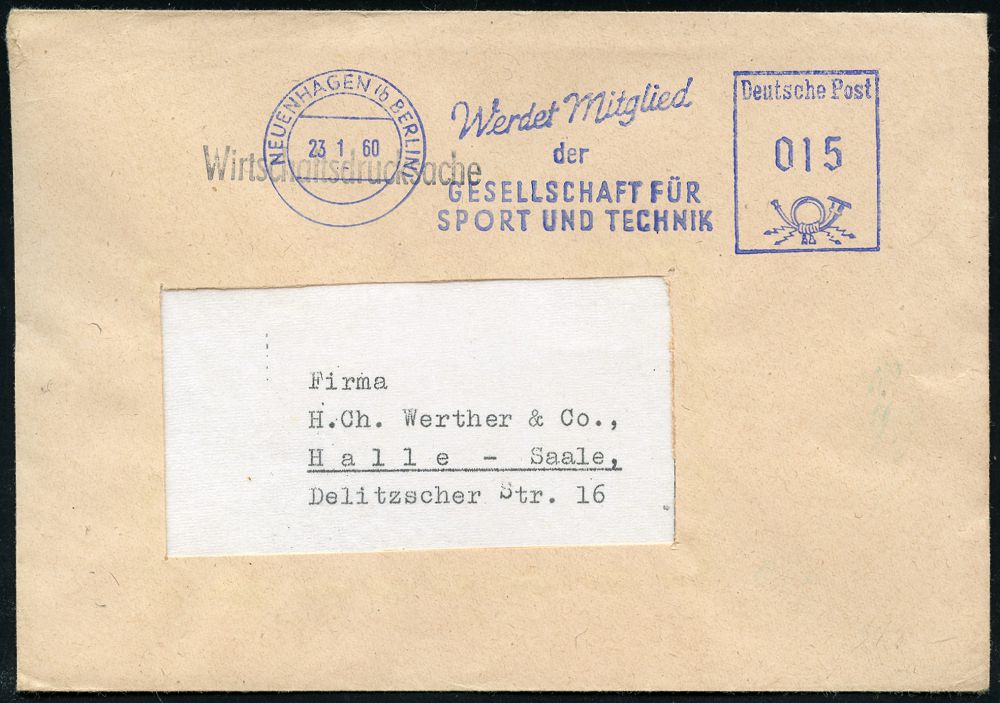 NEUENHAGEN (b BERLIN)
23 1 60
Wirtschaftsdrucksache
Werdet Mitglied
der
GESELLSCHAFT FÜR
SPORT UND TECHNIK
Deutsche Post
015
Firma
H.Ch. Werther & Co.,
Halle - Saale,
Delitzscher Str. 16